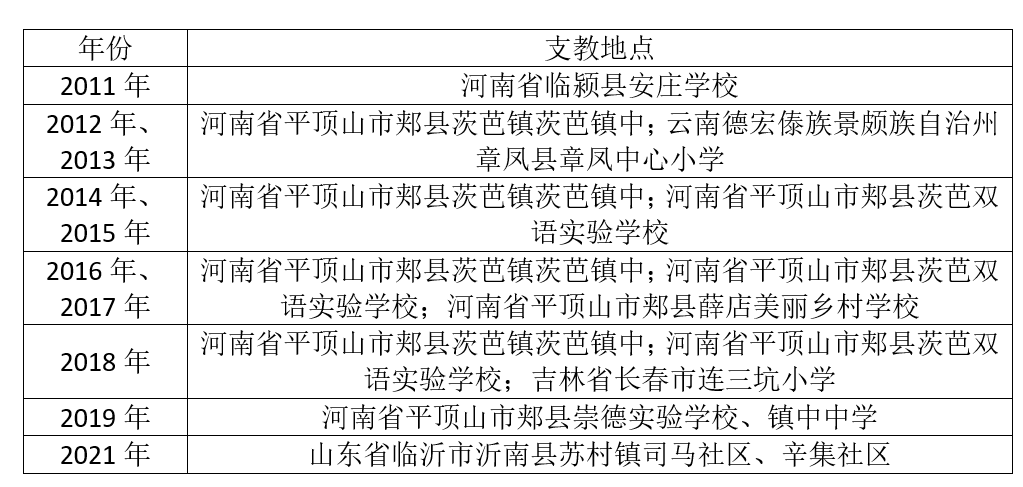 年份 支教地点
2011 年 河南省临颍县安庄学校
2012 年、 河南省平顶山市郏县茨芭镇茨芭镇中；云南德宏傣族景颇族自治州
2013 年 章凤县章凤中心小学
2014 年、 河南省平顶山市郏县茨芭镇茨芭镇中；河南省平顶山市郏县茨芭双
2015 年 语实验学校
2016 年、 河南省平顶山市郏县茨芭镇茨芭镇中；河南省平顶山市郏县茨芭双
2017 年 语实验学校；河南省平顶山市郏县薛店美丽乡村学校
2018 年 河南省平顶山市郏县茨芭镇茨芭镇中；河南省平顶山市郏县茨芭双
语实验学校；吉林省长春市连三坑小学
2019 年 河南省平顶山市郏县崇德实验学校、镇中中学
2021 年 山东省临沂市沂南县苏村镇司马社区、辛集社区